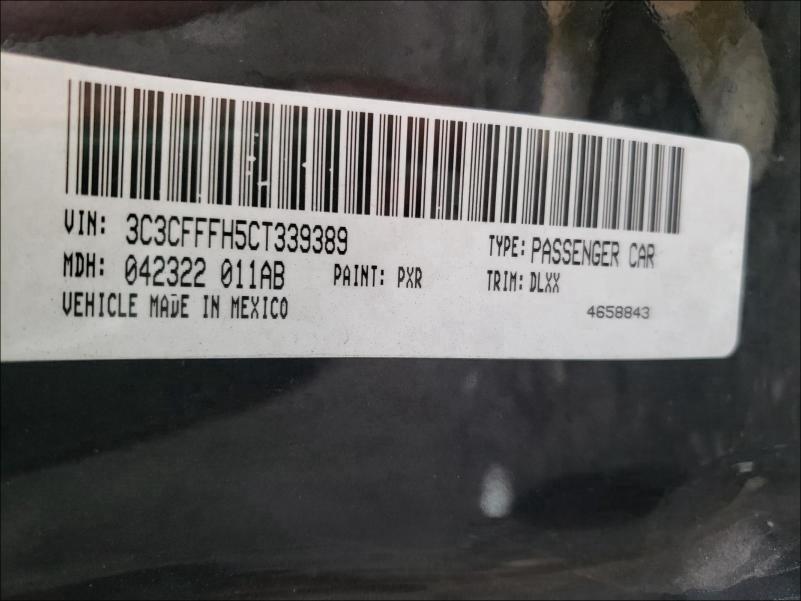 VIN: 3C3CFFFH5CT339389 TYPE: PASSENGER CAR
MDH: 042322 011AB PAINT: PXR TRIM: DLXX
VEHICLE MADE IN MEXICO 4658843